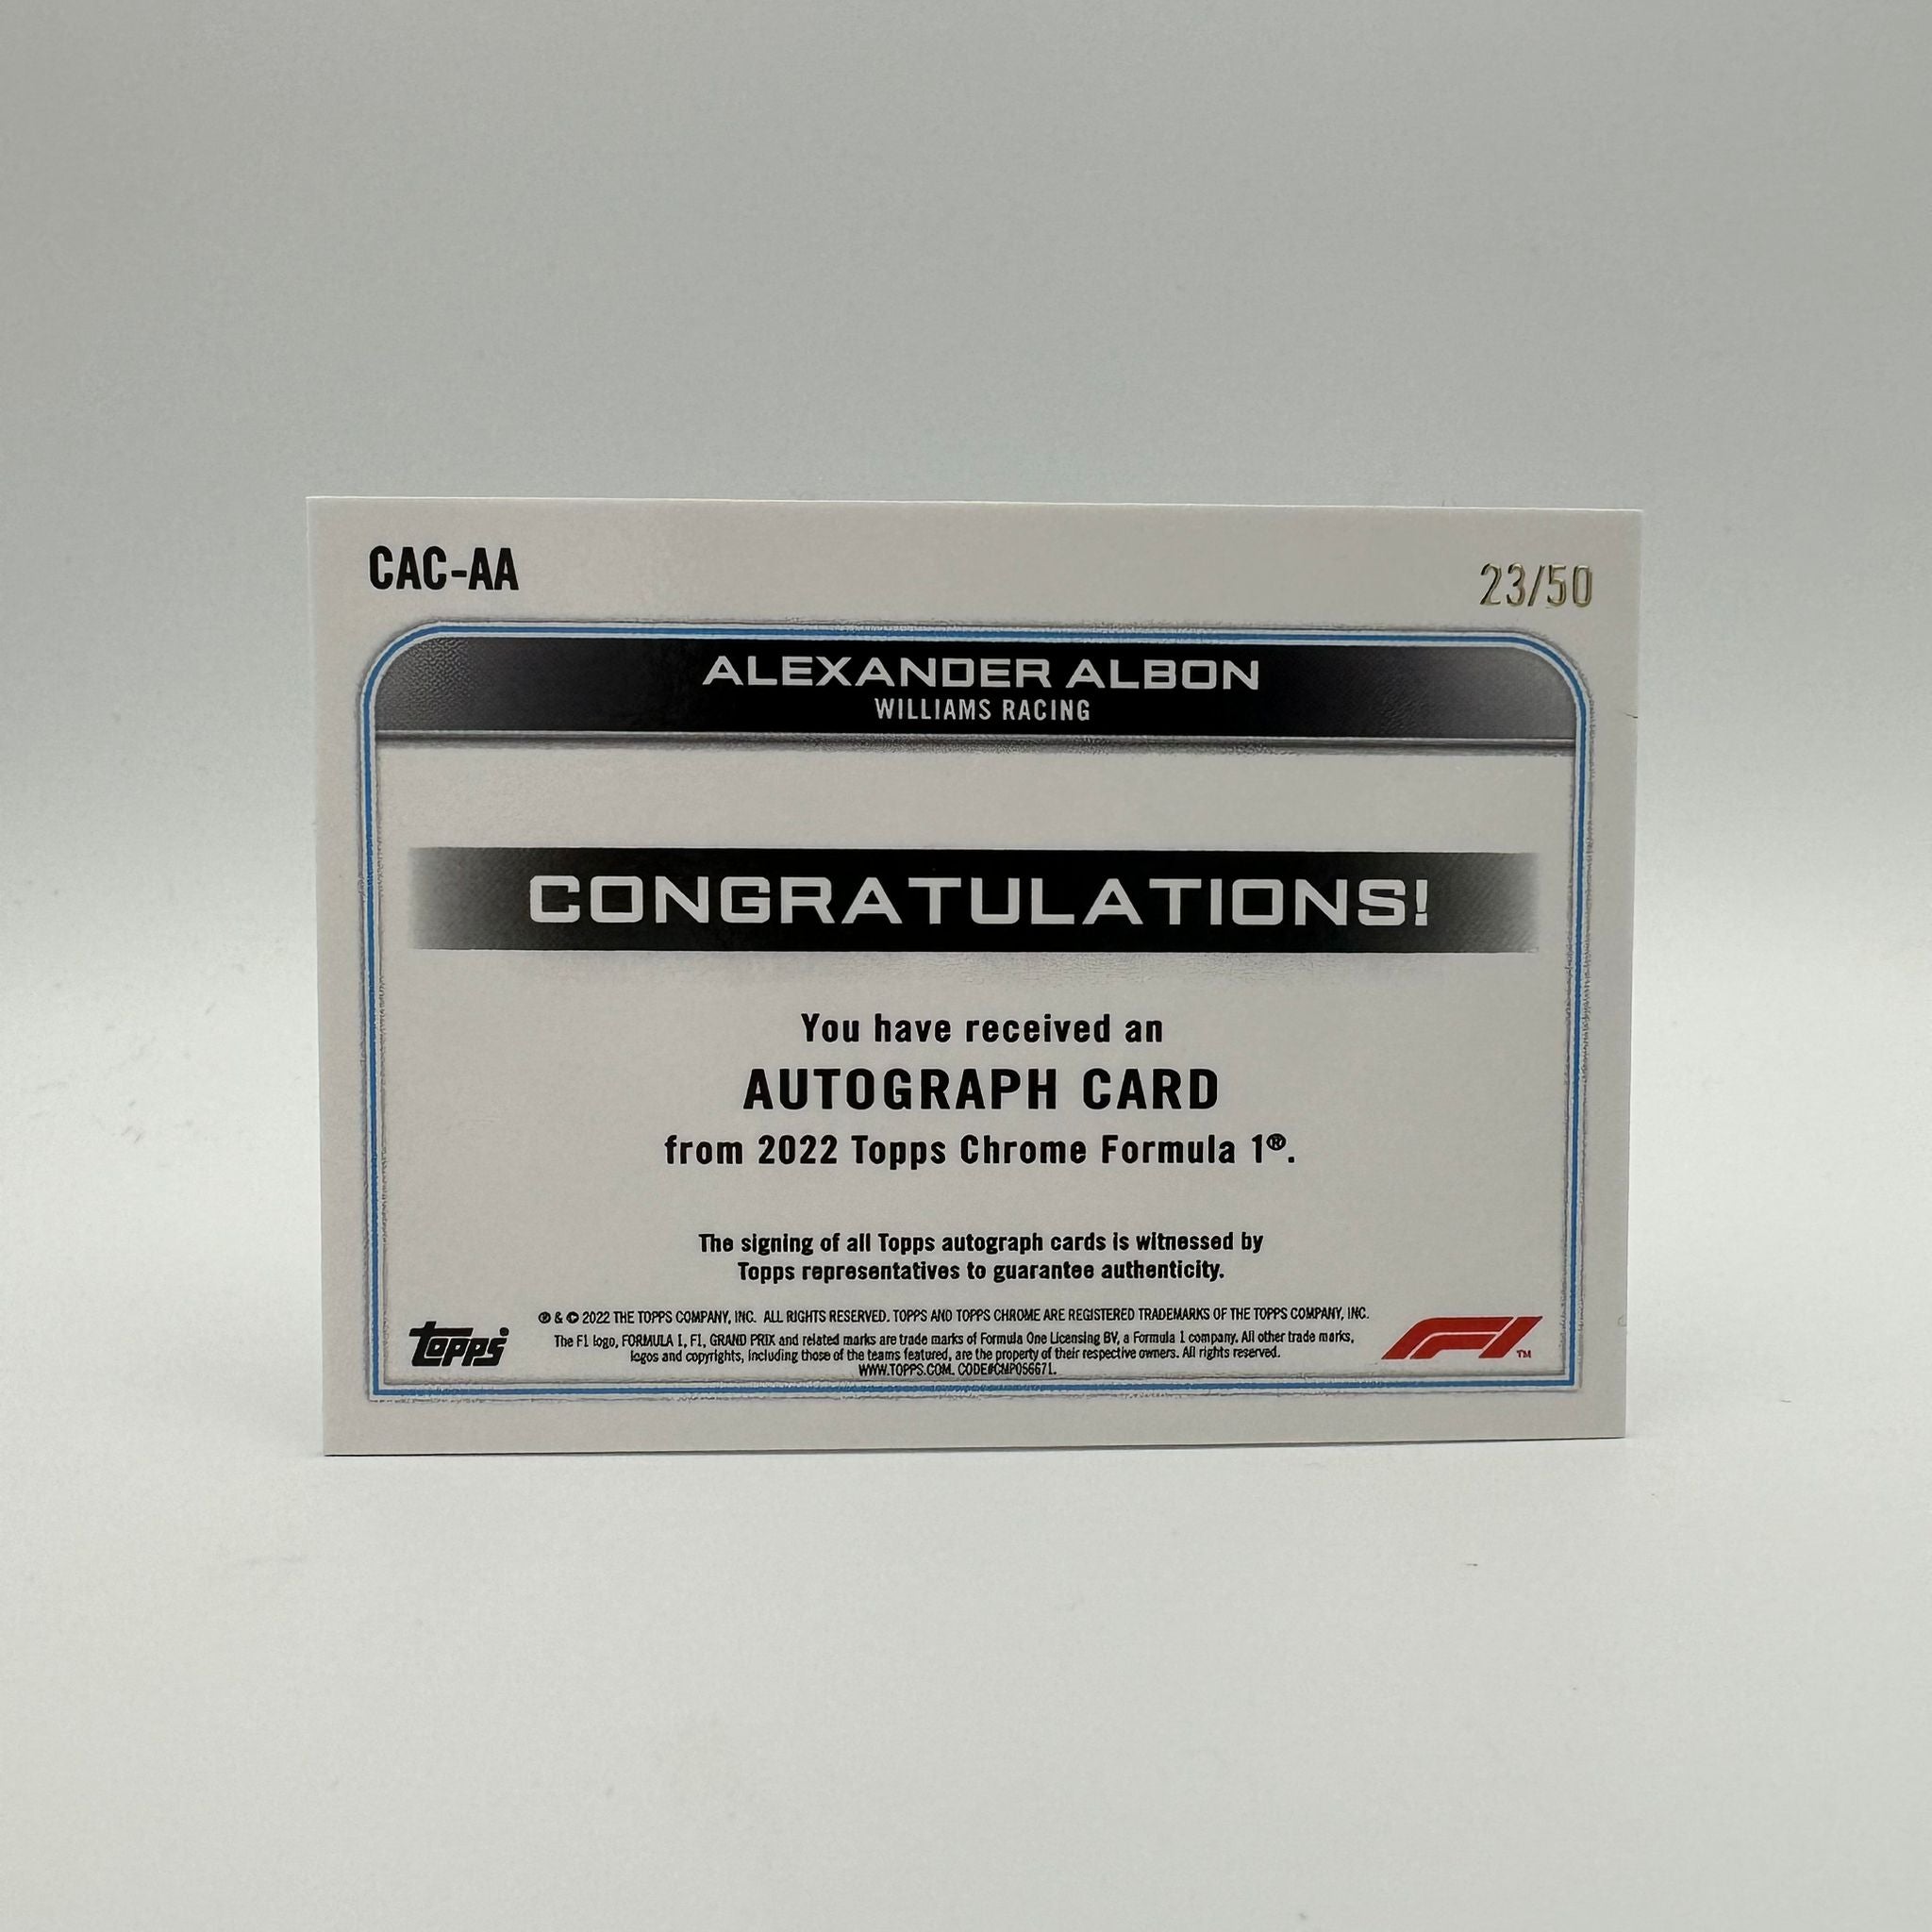 CAC-AA
23/50
ALEXANDER ALBON
WILLIAMS RACING
CONGRATULATIONS!
You have received an
AUTOGRAPH CARD
from 2022 Topps Chrome Formula 1®.
The signing of all Topps autograph cards is witnessed by
Topps representatives to guarantee authenticity.
℗ & © 2022 THE TOPPS COMPANY, INC. ALL RIGHTS RESERVED. TOPPS AND TOPPS CHROME ARE REGISTERED TRADEMARKS OF THE TOPPS COMPANY, INC.
The F1 logo, FORMULA 1, F1, GRAND PRIX and related marks are trade marks of Formula One Licensing BV, a Formula 1 company. All other trade marks,
logos and copyrights, including those of the teams featured, are the property of their respective owners. All rights reserved.
WWW.TOPPS.COM. CODE#CMP056671.
topps
F1™